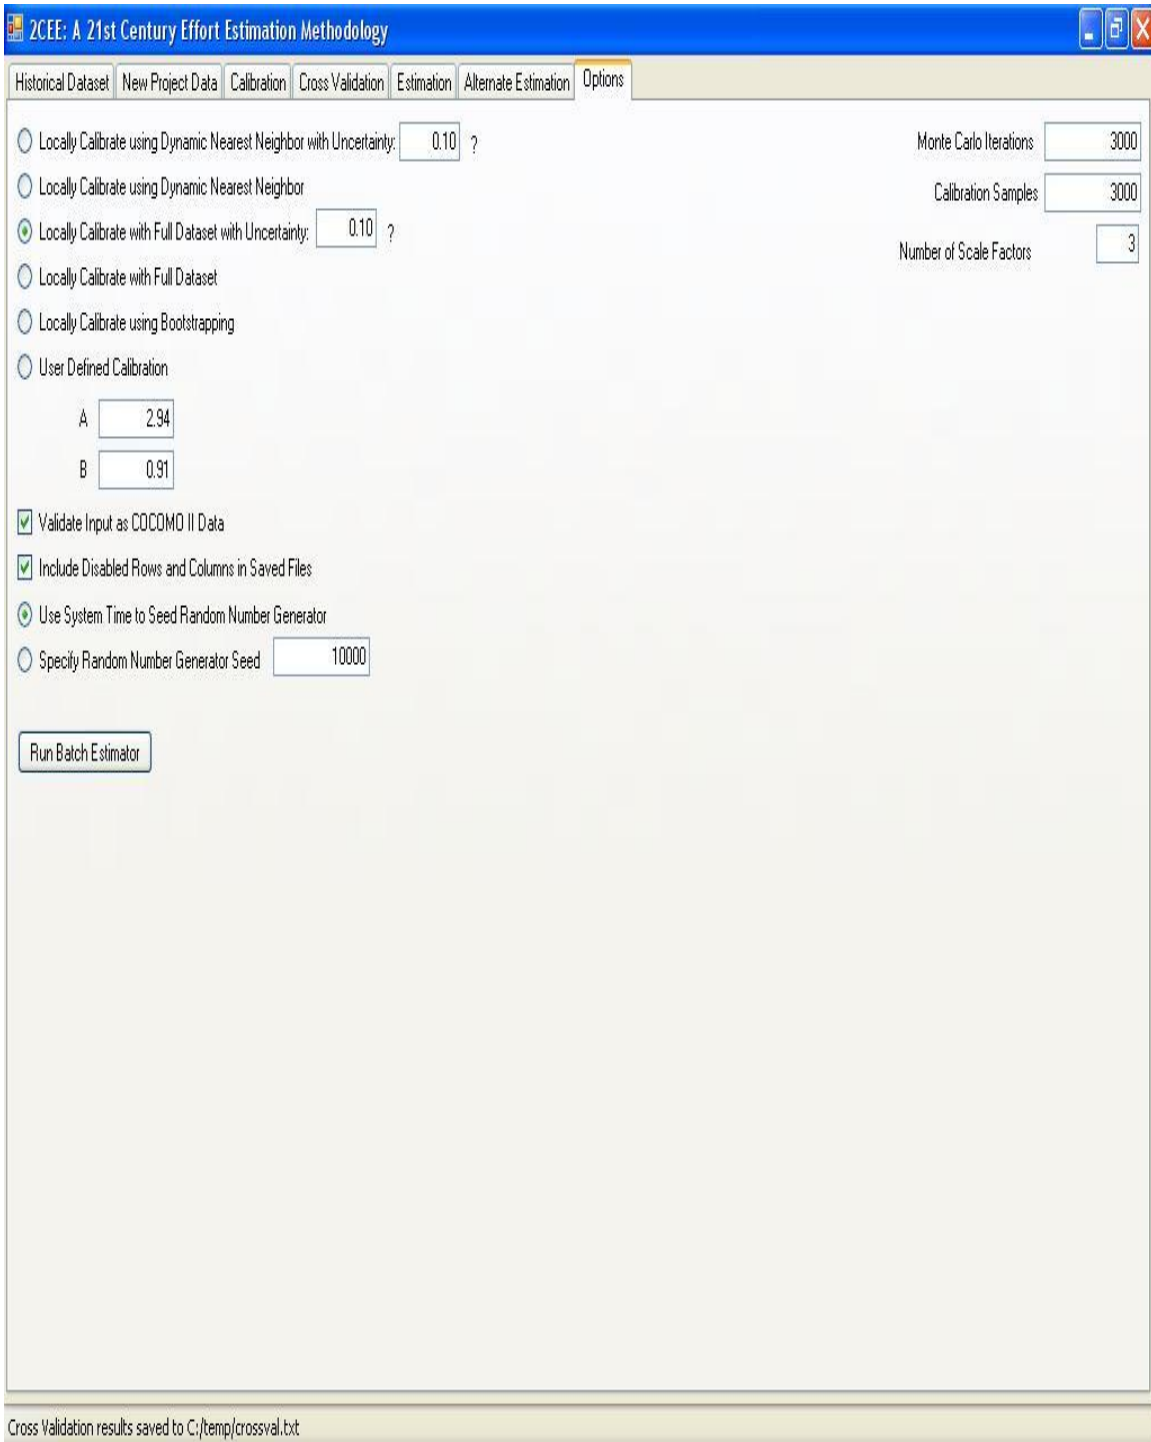 2CEE: A 21st Century Effort Estimation Methodology
Historical Dataset New Project Data Calibration Cross Validation Estimation Alternate Estimation Options
Locally Calibrate using Dynamic Nearest Neighbor with Uncertainty: 0.10 ? Monte Carlo Iterations 3000
Locally Calibrate using Dynamic Nearest Neighbor Calibration Samples 3000
Locally Calibrate with Full Dataset with Uncertainty: 0.10 ? Number of Scale Factors 3
Locally Calibrate with Full Dataset
Locally Calibrate using Bootstrapping
User Defined Calibration
A 2.94
B 0.91
Validate Input as COCOMO II Data
Include Disabled Rows and Columns in Saved Files
Use System Time to Seed Random Number Generator
Specify Random Number Generator Seed 10000
Run Batch Estimator
Cross Validation results saved to C:/temp/crossval.txt